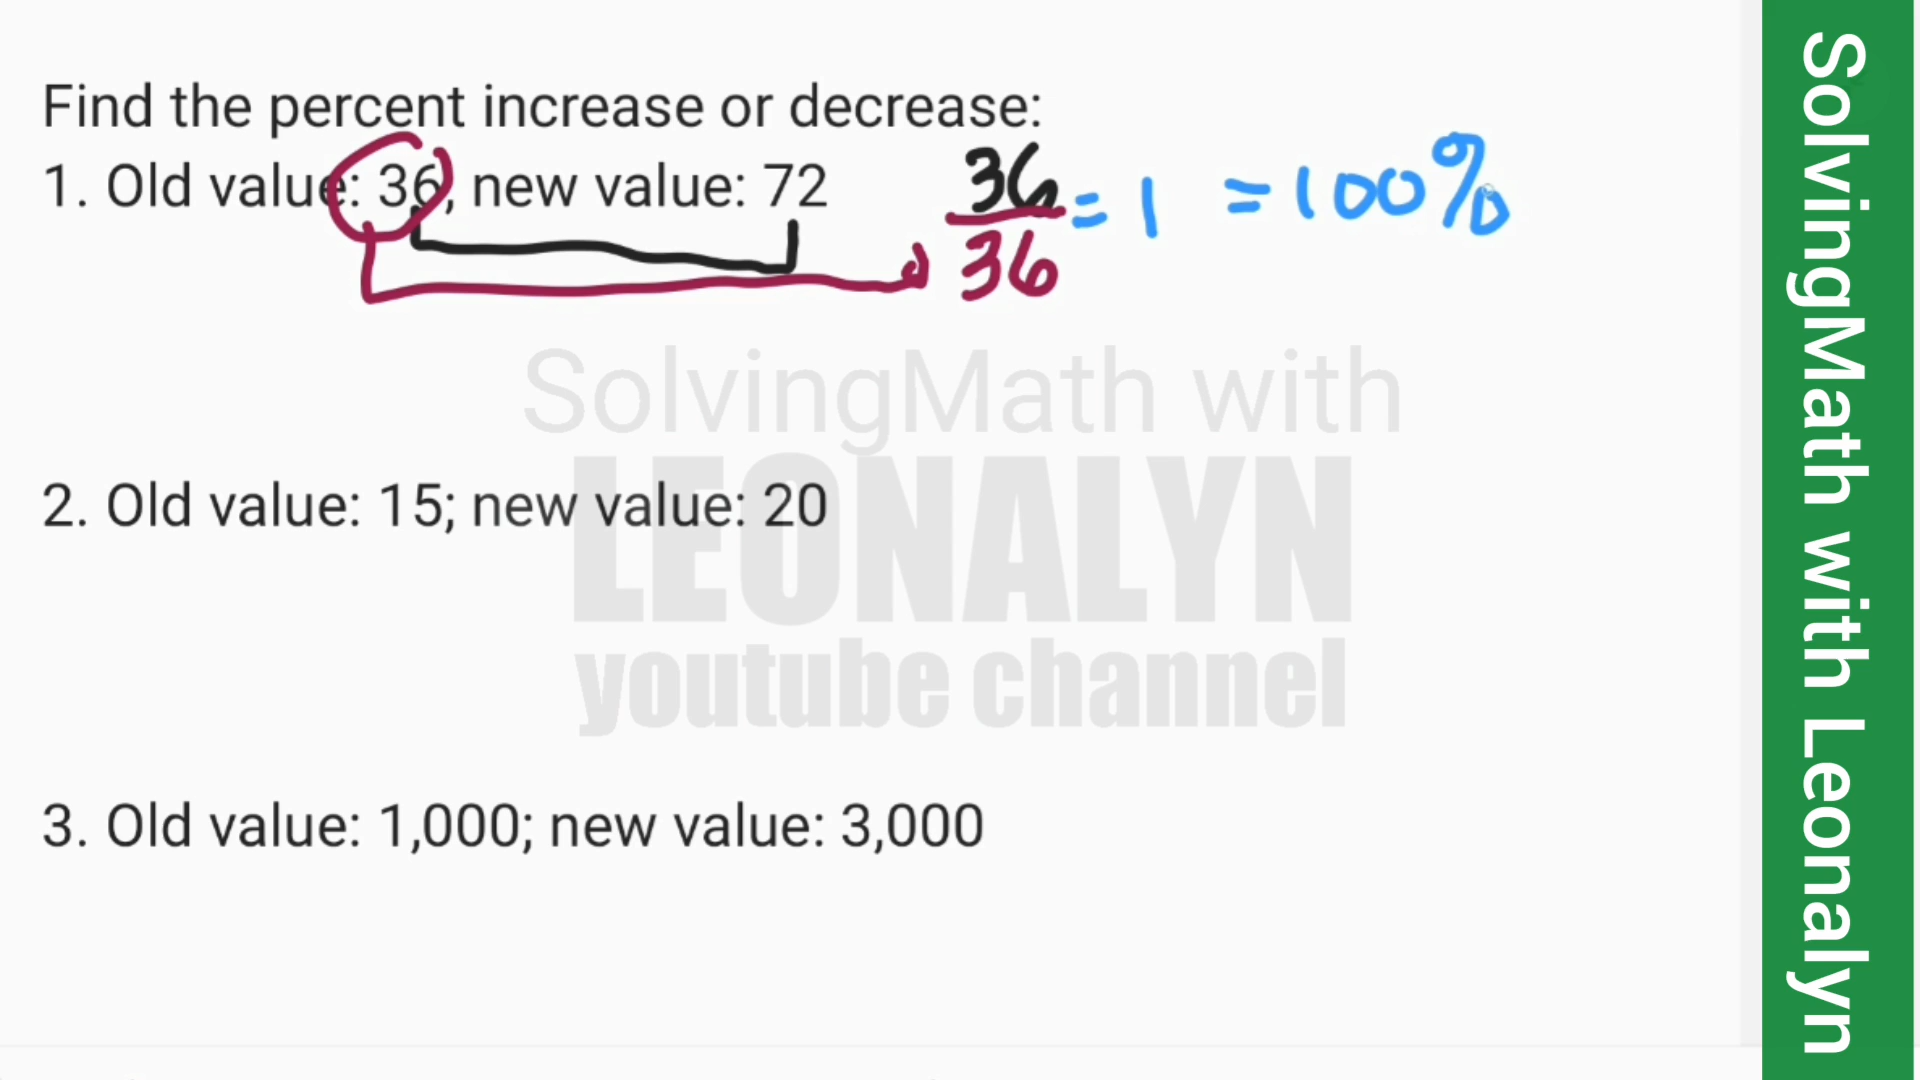 Find the percent increase or decrease:
1. Old value: 36, new value: 72
36
36
= 1 = 100%
SolvingMath with
LEONALYN
youtube channel
2. Old value: 15; new value: 20
3. Old value: 1,000; new value: 3,000
SolvingMath with Leonalyn